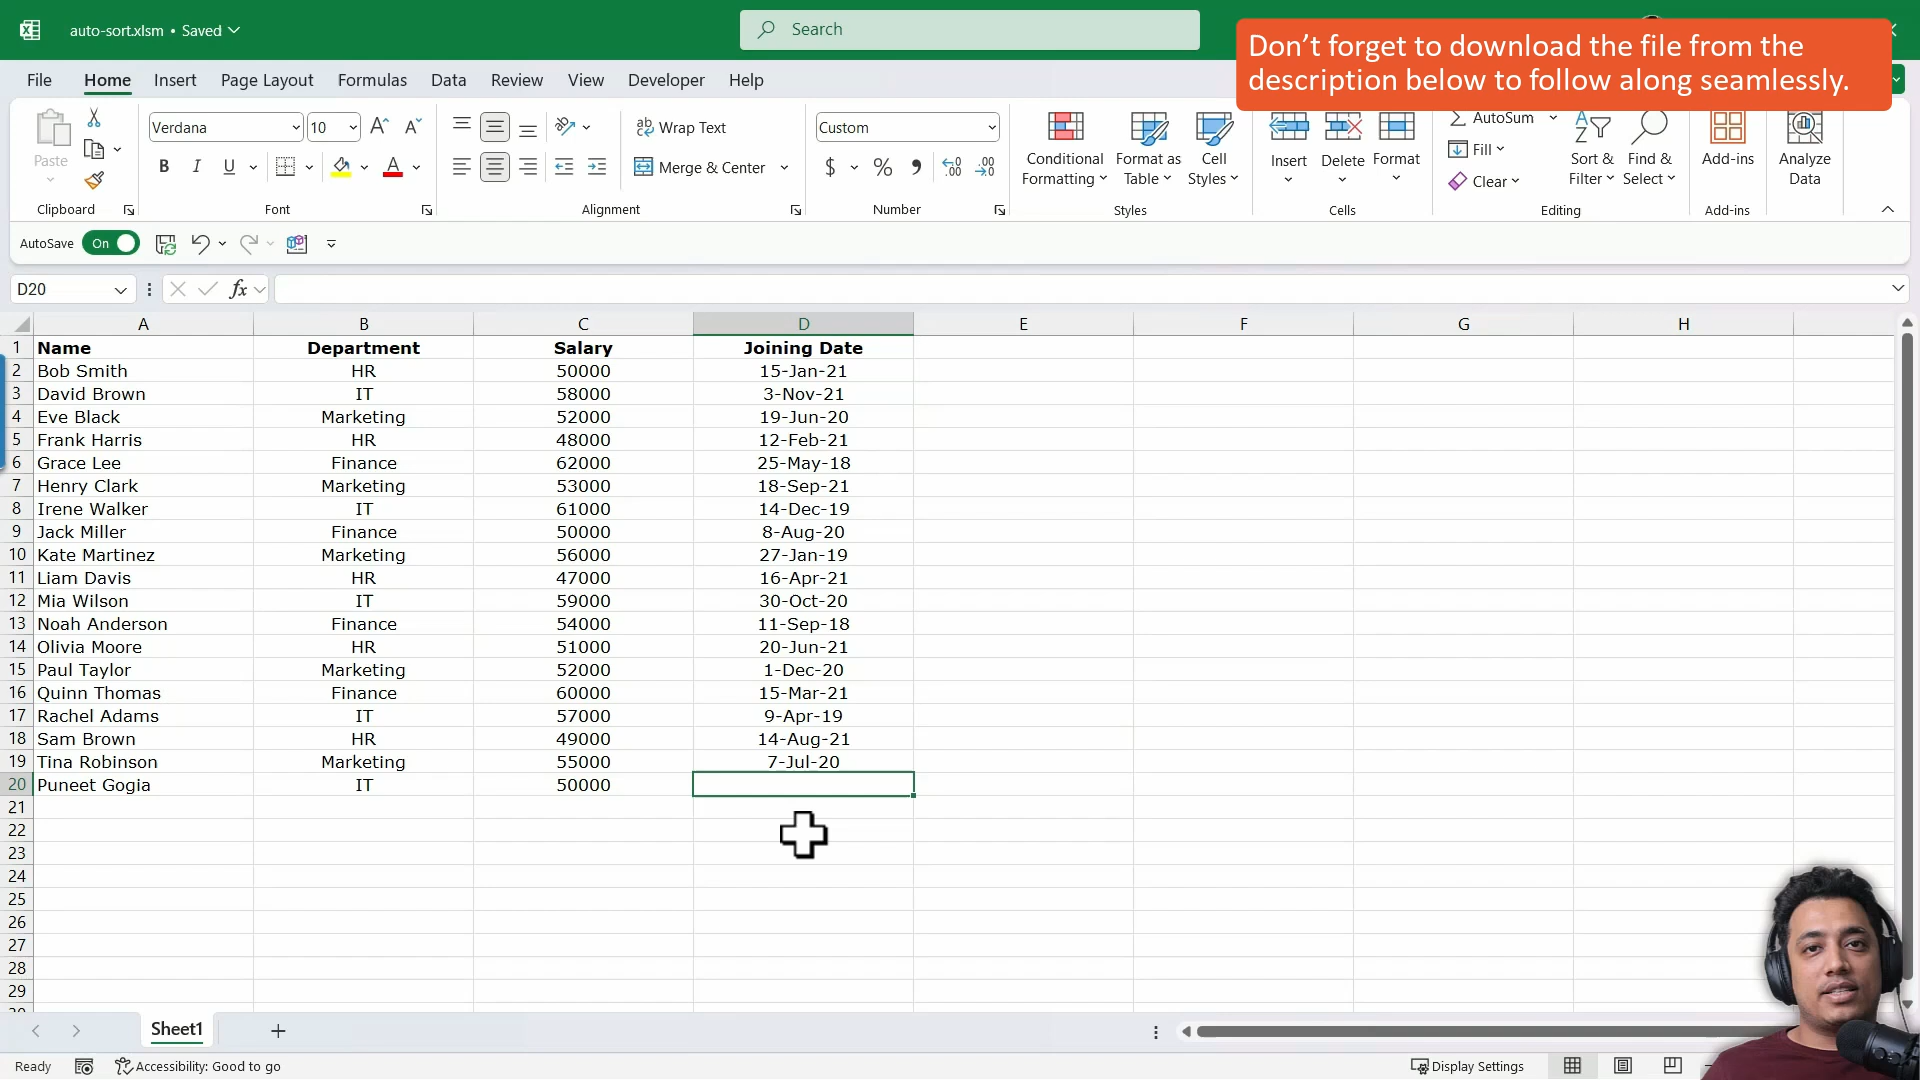 auto-sort.xlsm • Saved
Search
Don’t forget to download the file from the
description below to follow along seamlessly.
File Home Insert Page Layout Formulas Data Review View Developer Help
Paste
Clipboard
Verdana 10
B I U A
Font
ab Wrap Text
Merge & Center
Alignment
Custom
$ % , .00 .00
Number
Conditional
Formatting
Format as
Table
Cell
Styles
Styles
Insert Delete Format
Cells
AutoSum
Fill
Clear
Sort &
Filter
Find &
Select
Editing
Add-ins
Add-ins
Analyze
Data
AutoSave On
D20 fx
A B C D E F G H
1 Name Department Salary Joining Date
2 Bob Smith HR 50000 15-Jan-21
3 David Brown IT 58000 3-Nov-21
4 Eve Black Marketing 52000 19-Jun-20
5 Frank Harris HR 48000 12-Feb-21
6 Grace Lee Finance 62000 25-May-18
7 Henry Clark Marketing 53000 18-Sep-21
8 Irene Walker IT 61000 14-Dec-19
9 Jack Miller Finance 50000 8-Aug-20
10 Kate Martinez Marketing 56000 27-Jan-19
11 Liam Davis HR 47000 16-Apr-21
12 Mia Wilson IT 59000 30-Oct-20
13 Noah Anderson Finance 54000 11-Sep-18
14 Olivia Moore HR 51000 20-Jun-21
15 Paul Taylor Marketing 52000 1-Dec-20
16 Quinn Thomas Finance 60000 15-Mar-21
17 Rachel Adams IT 57000 9-Apr-19
18 Sam Brown HR 49000 14-Aug-21
19 Tina Robinson Marketing 55000 7-Jul-20
20 Puneet Gogia IT 50000
21
22
23
24
25
26
27
28
29
Sheet1
Ready Accessibility: Good to go Display Settings